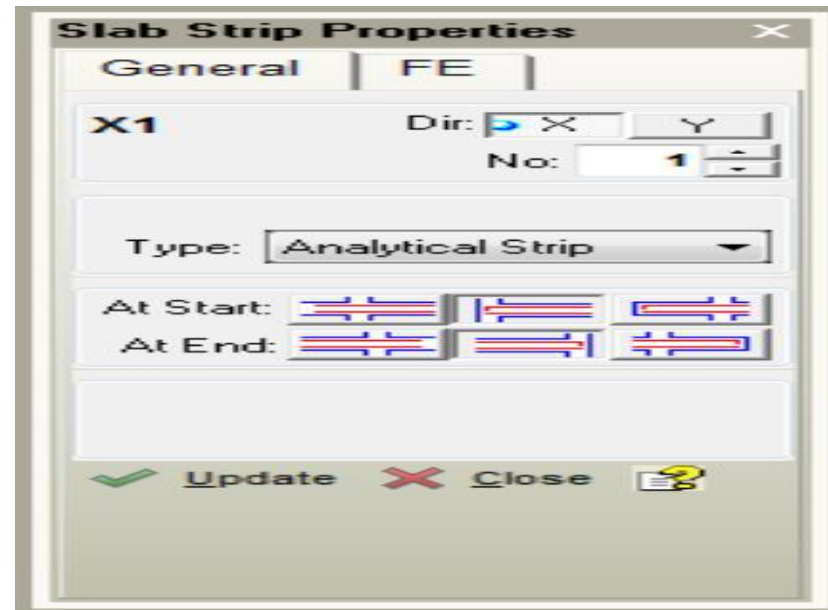 Slab Strip Properties
General FE
X1 Dir: X Y
No: 1
Type: Analytical Strip
At Start:
At End:
Update Close